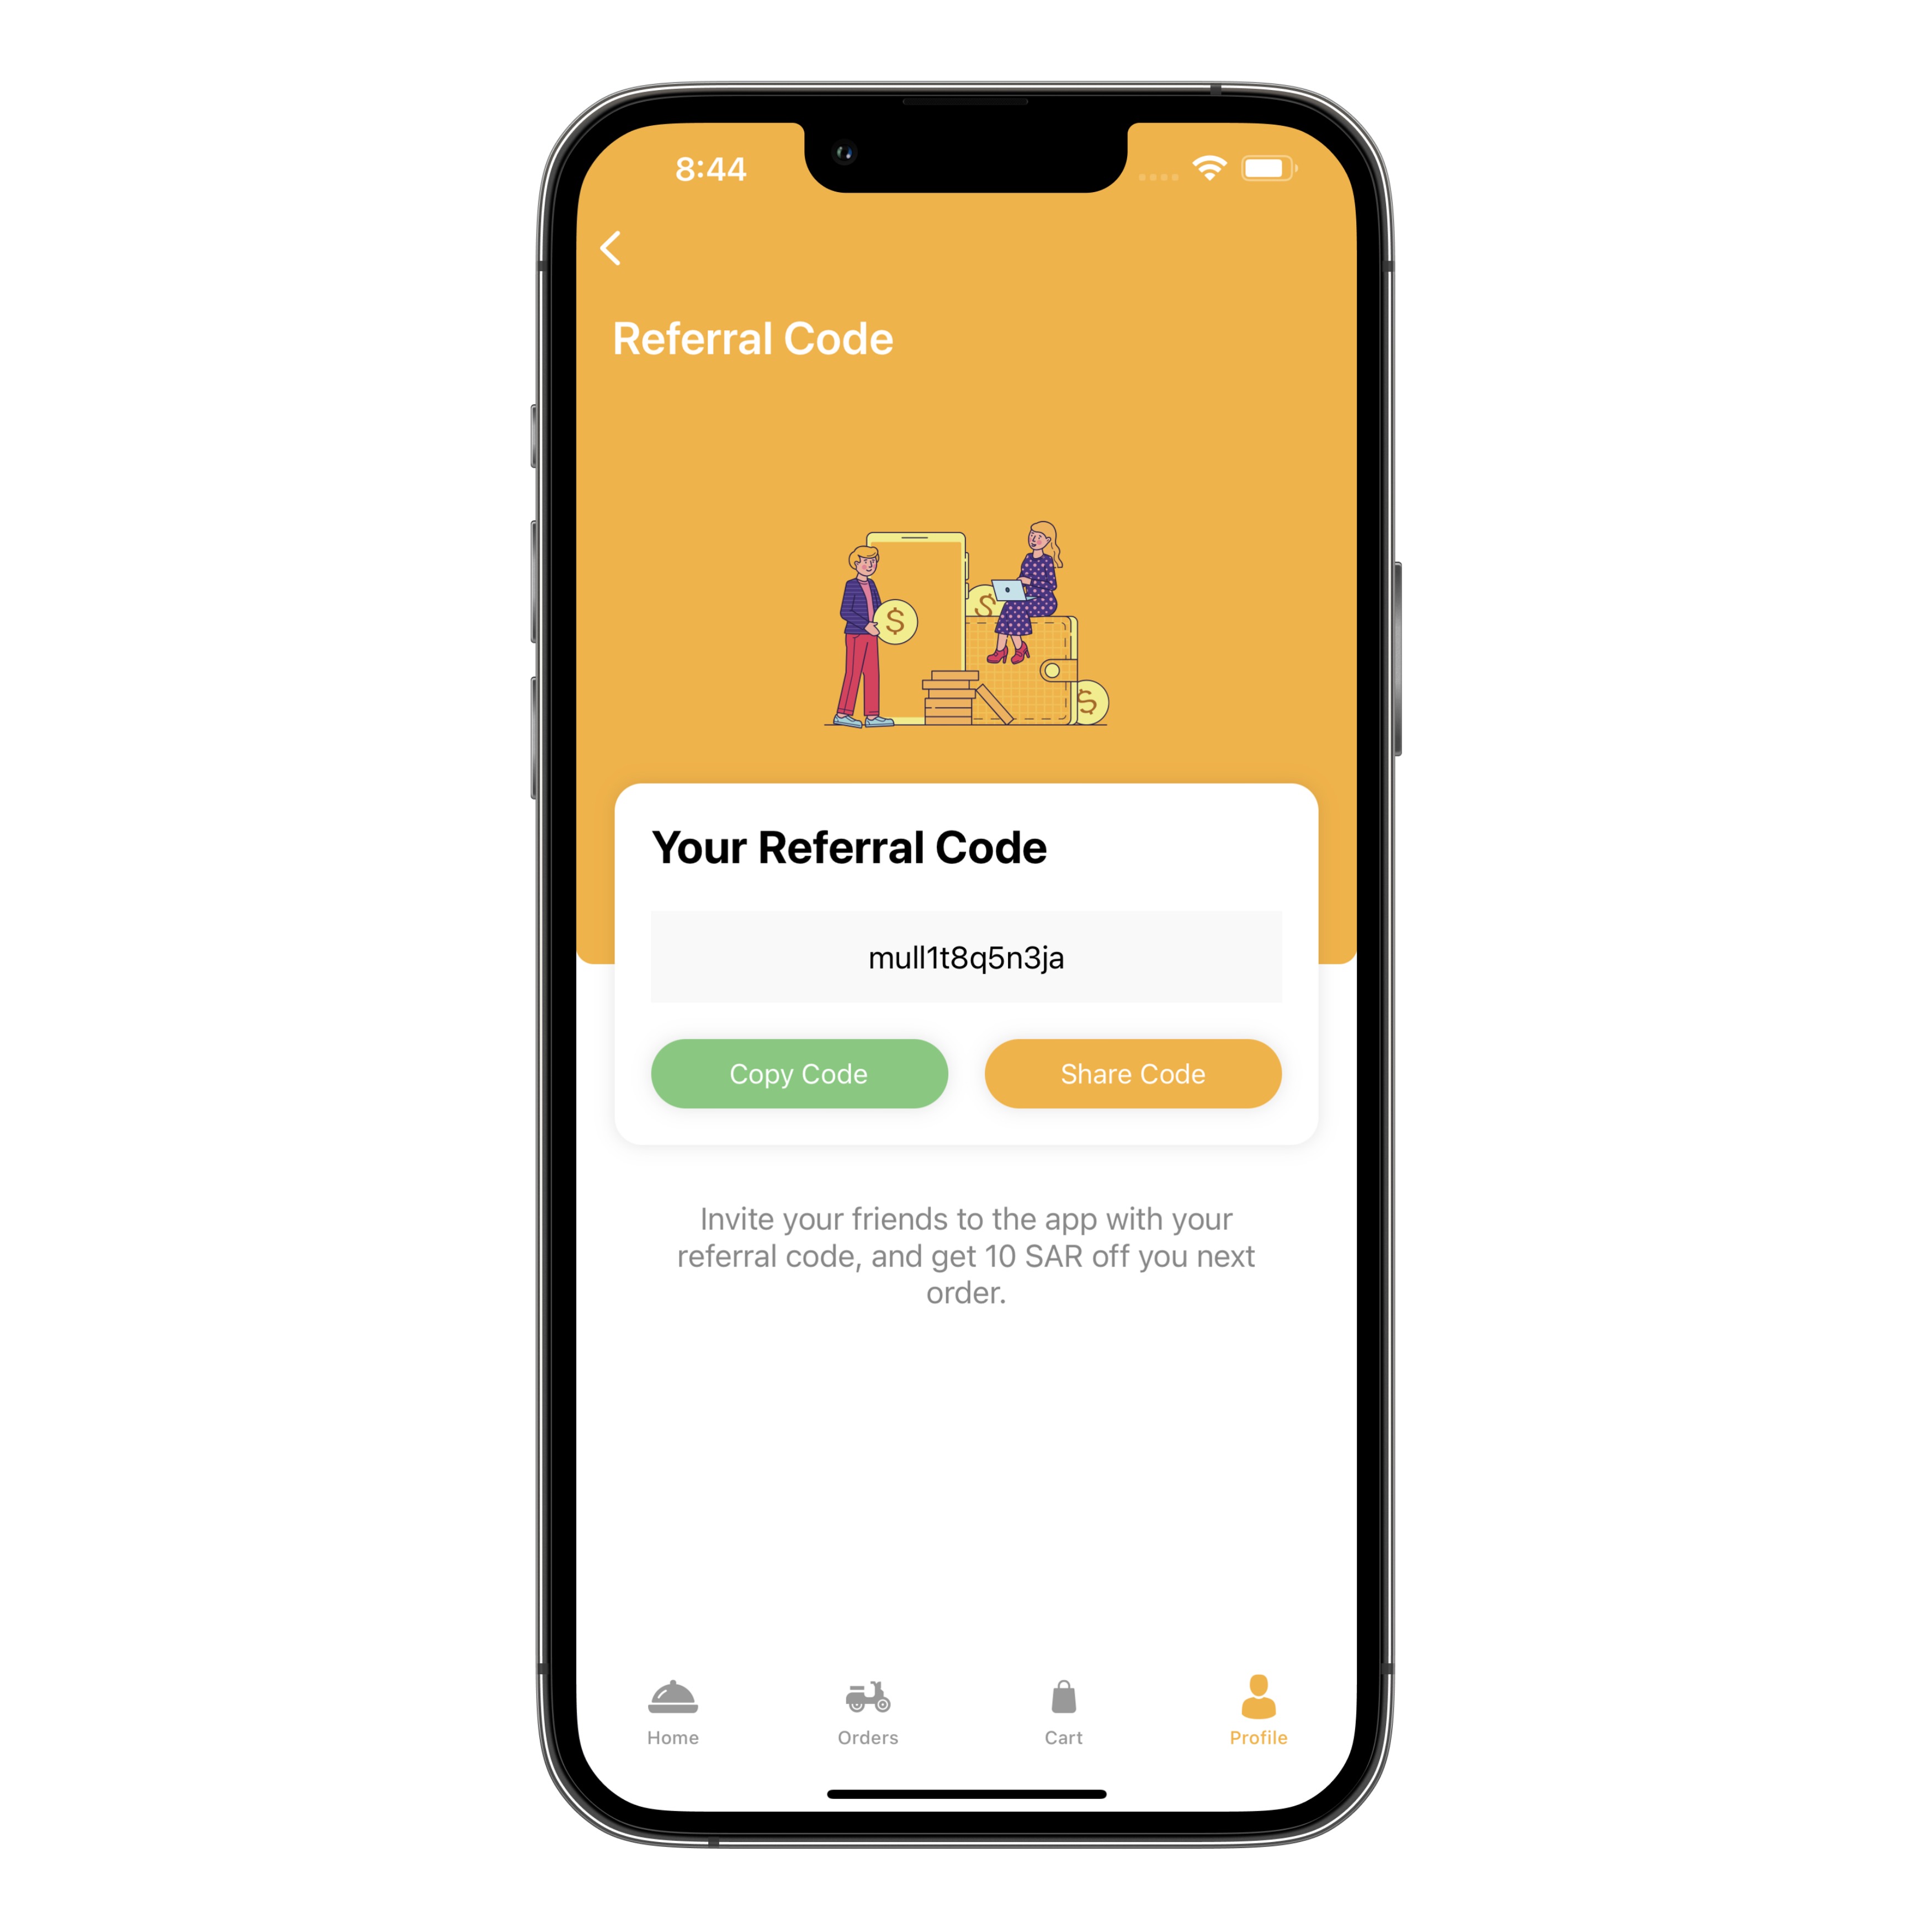 8:44
Referral Code
$
$
$
Your Referral Code
mull1t8q5n3ja
Copy Code
Share Code
Invite your friends to the app with your
referral code, and get 10 SAR off you next
order.
Home
Orders
Cart
Profile